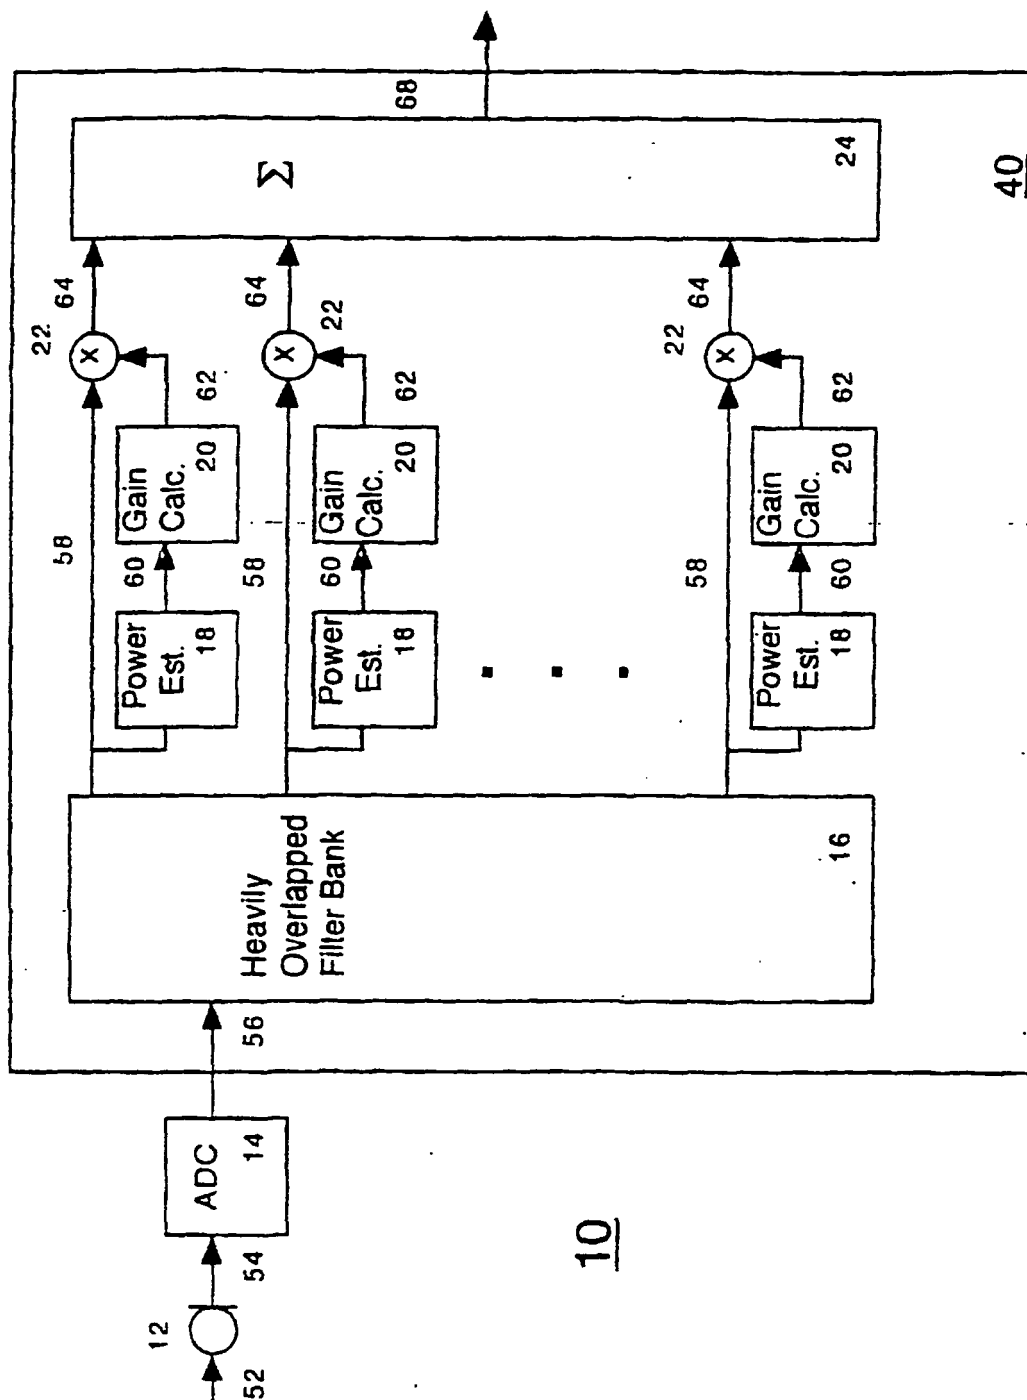 52
12
54
ADC
14
56
10
Heavily
Overlapped
Filter Bank
16
58
Power
Est.
18
60
Gain
Calc.
20
62
22
64
58
Power
Est.
18
60
Gain
Calc.
20
62
22
64
58
Power
Est.
18
60
Gain
Calc.
20
62
22
64
Σ
24
68
40
X
X
X